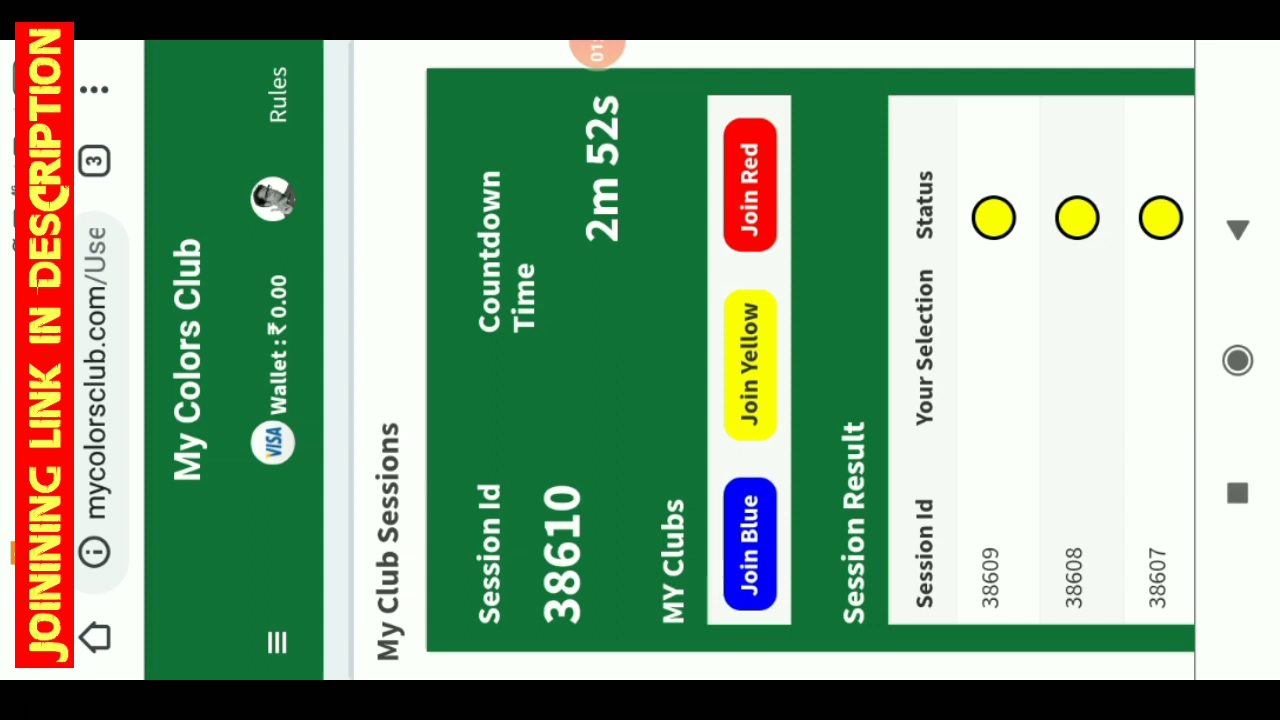 JOINING LINK IN DESCRIPTION
mycolorsclub.com/Use
3
My Colors Club
VISA Wallet : ₹ 0.00
Rules
My Club Sessions
Session Id
Countdown
Time
38610
2m 52s
MY Clubs
Join Blue
Join Yellow
Join Red
Session Result
Session Id Your Selection Status
38609
38608
38607